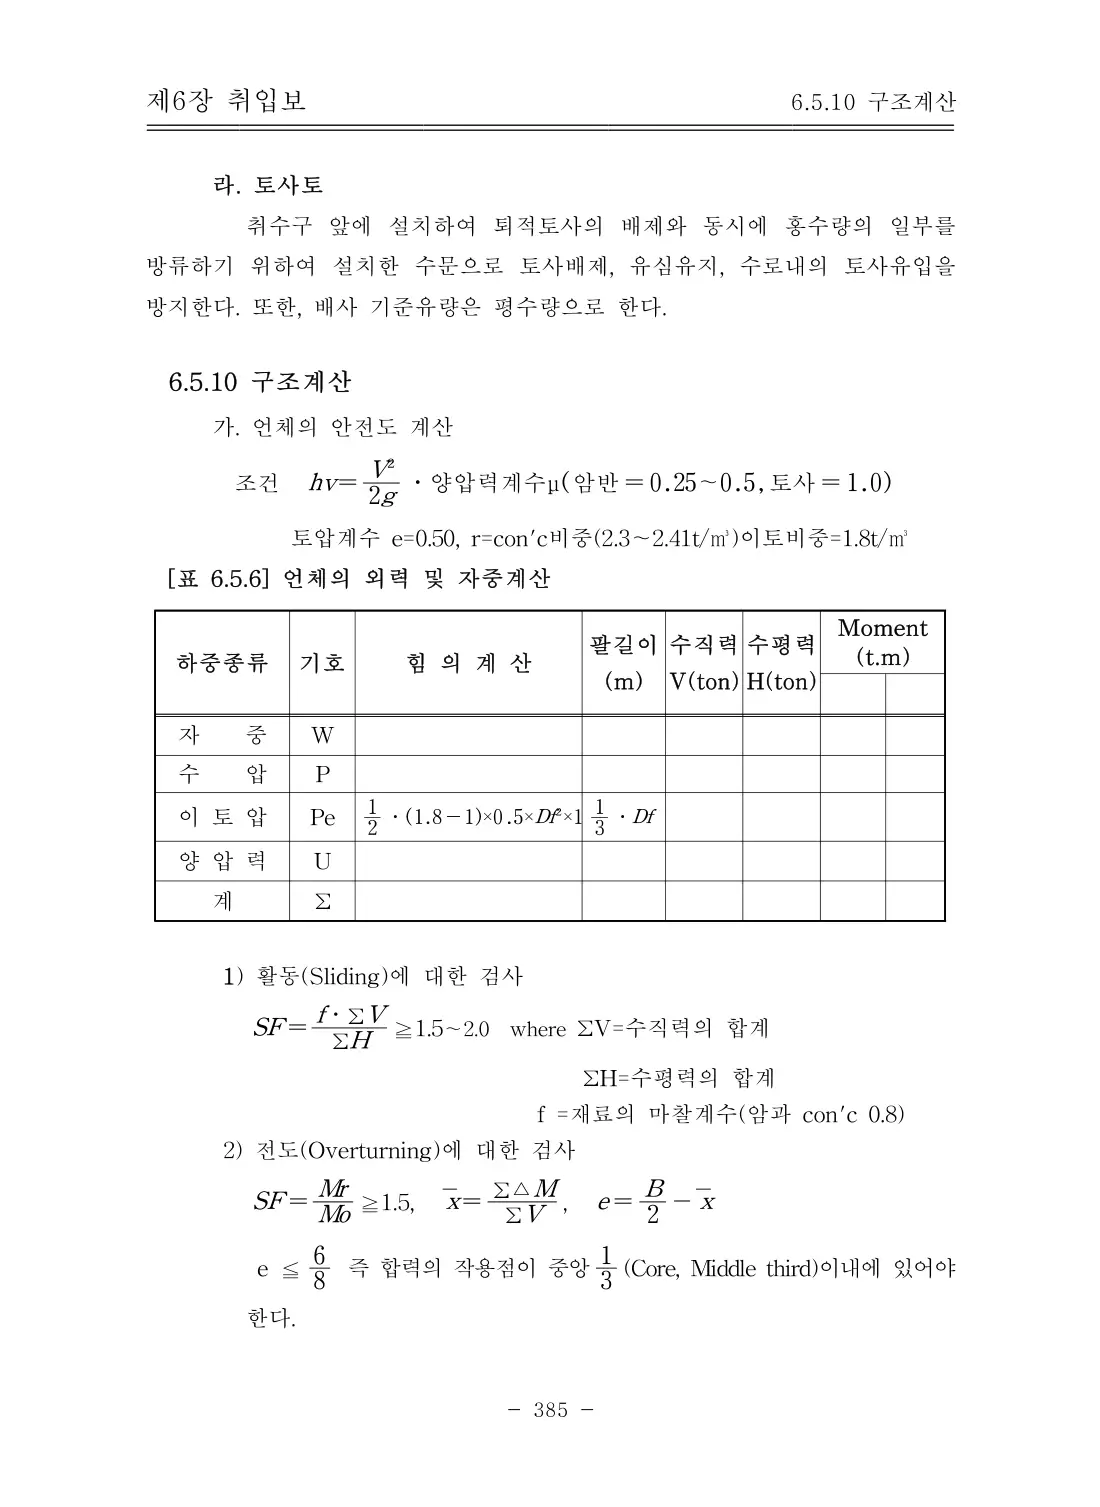 제6장 취입보 6.5.10 구조계산
라. 토사토
취수구 앞에 설치하여 퇴적토사의 배제와 동시에 홍수량의 일부를
방류하기 위하여 설치한 수문으로 토사배제, 유심유지, 수로내의 토사유입을
방지한다. 또한, 배사 기준유량은 평수량으로 한다.
6.5.10 구조계산
가. 언체의 안전도 계산
조건 hv=V²/2g ·양압력계수μ(암반=0.25~0.5,토사=1.0)
토압계수 e=0.50, r=con'c비중(2.3~2.41t/㎥)이토비중=1.8t/㎥
[표 6.5.6] 언체의 외력 및 자중계산
하중종류 기호 힘 의 계 산 팔길이 (m) 수직력 V(ton) 수평력 H(ton) Moment (t.m)
자 중 W
수 압 P
이 토 압 Pe 1/2 ·(1.8-1)×0.5×Df²×1 1/3 ·Df
양 압 력 U
계 Σ
1) 활동(Sliding)에 대한 검사
SF= f·ΣV/ΣH ≧1.5~2.0 where ΣV=수직력의 합계
ΣH=수평력의 합계
f =재료의 마찰계수(암과 con'c 0.8)
2) 전도(Overturning)에 대한 검사
SF= Mr/Mo ≧1.5, x̄= Σ△M/ΣV , e= B/2 - x̄
e ≦ 6/8 즉 합력의 작용점이 중앙 1/3 (Core, Middle third)이내에 있어야
한다.
- 385 -